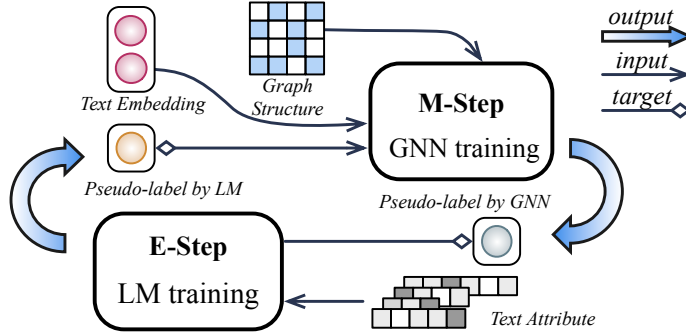 output
input
target
Text Embedding
Graph
Structure
M-Step
GNN training
Pseudo-label by LM
Pseudo-label by GNN
E-Step
LM training
Text Attribute